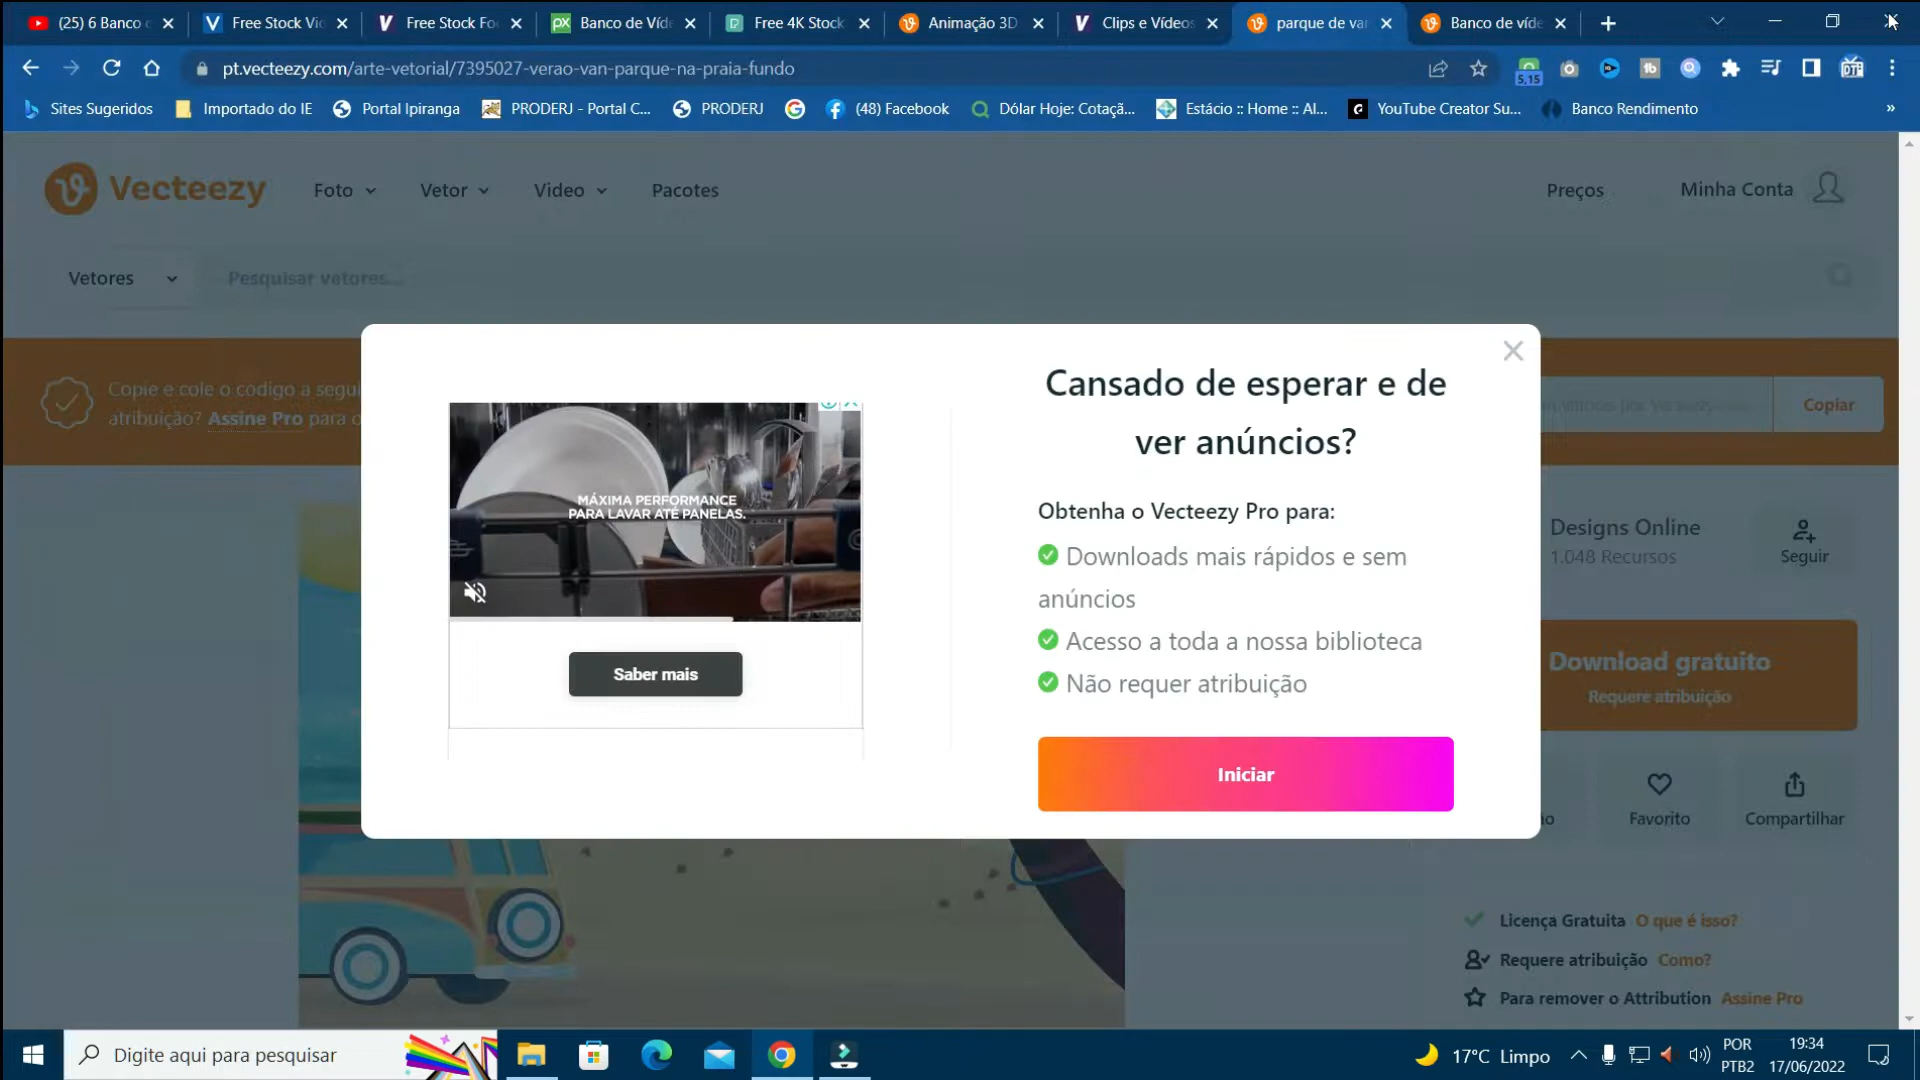 (25) 6 Banco
Free Stock Vi
Free Stock Fo
Banco de Víd
Free 4K Stock
Animação 3D
Clips e Vídeos
parque de va
Banco de víde
pt.vecteezy.com/arte-vetorial/7395027-verao-van-parque-na-praia-fundo
5,15
Sites Sugeridos
Importado do IE
Portal Ipiranga
PRODERJ - Portal C...
PRODERJ
(48) Facebook
Dólar Hoje: Cotaçã...
Estácio :: Home :: Al...
YouTube Creator Su...
Banco Rendimento
»
Vecteezy
Foto
Vetor
Video
Pacotes
Preços
Minha Conta
Vetores
Pesquisar vetores...
Copie e cole o código a segui
atribuição? Assine Pro para o
Copiar
Cansado de esperar e de
ver anúncios?
MÁXIMA PERFORMANCE
PARA LAVAR ATÉ PANELAS.
Saber mais
Obtenha o Vecteezy Pro para:
Downloads mais rápidos e sem
anúncios
Acesso a toda a nossa biblioteca
Não requer atribuição
Iniciar
Designs Online
1.048 Recursos
Seguir
Download gratuito
Requere atribuição
ão
Favorito
Compartilhar
Licença Gratuita O que é isso?
Requere atribuição Como?
Para remover o Attribution Assine Pro
Digite aqui para pesquisar
17°C Limpo
POR
PTB2
19:34
17/06/2022